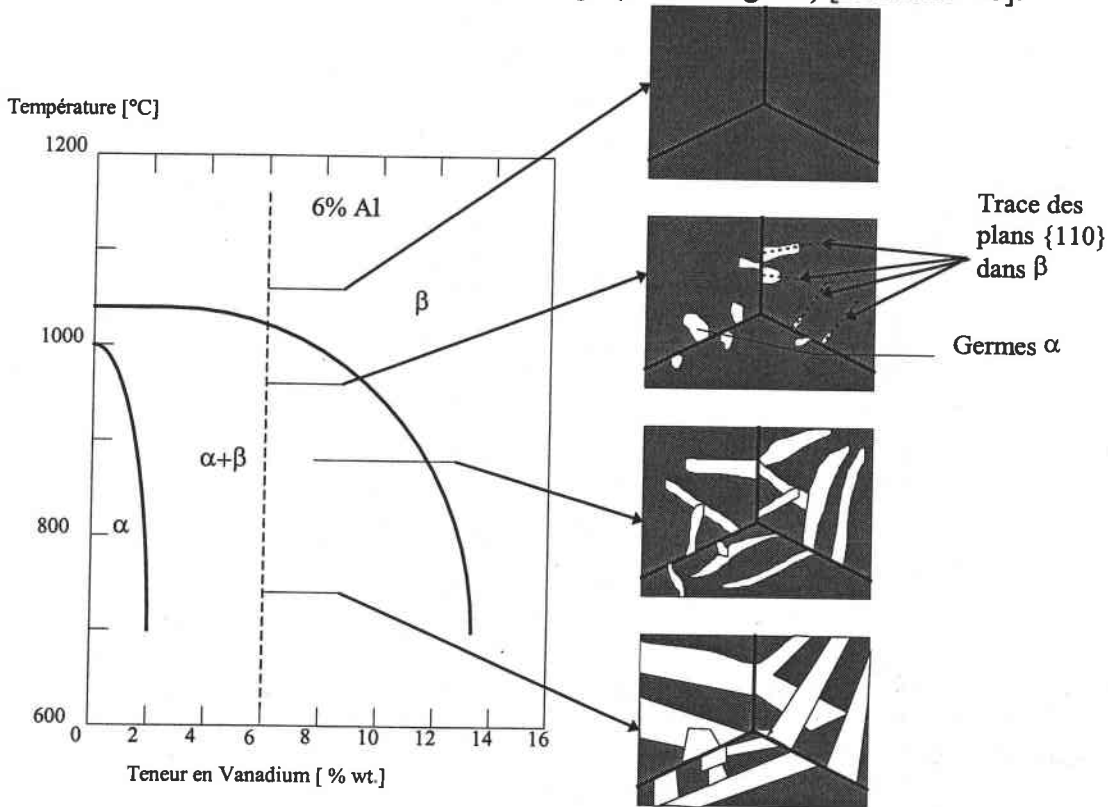 Température [°C]
1200
1000
800
600
6% Al
β
α+β
α
0 2 4 6 8 10 12 14 16
Teneur en Vanadium [ % wt.]
Trace des
plans {110}
dans β
Germes α